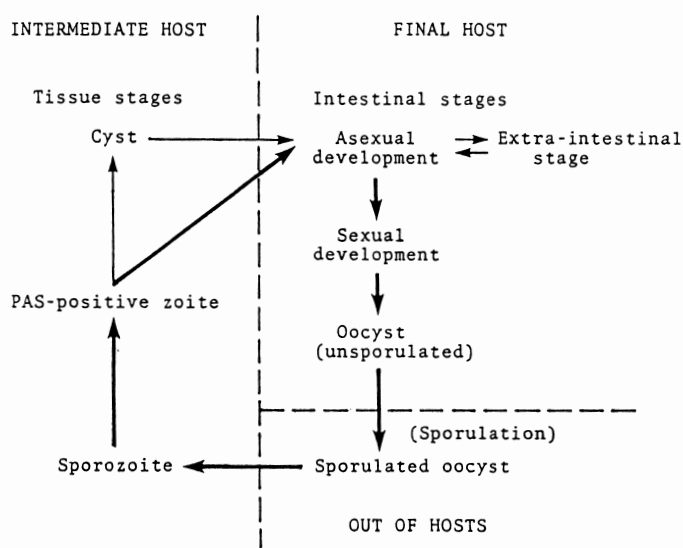 INTERMEDIATE HOST
FINAL HOST
Tissue stages
Intestinal stages
Cyst
Asexual
development
Extra-intestinal
stage
Sexual
development
PAS-positive zoite
Oocyst
(unsporulated)
(Sporulation)
Sporozoite
Sporulated oocyst
OUT OF HOSTS